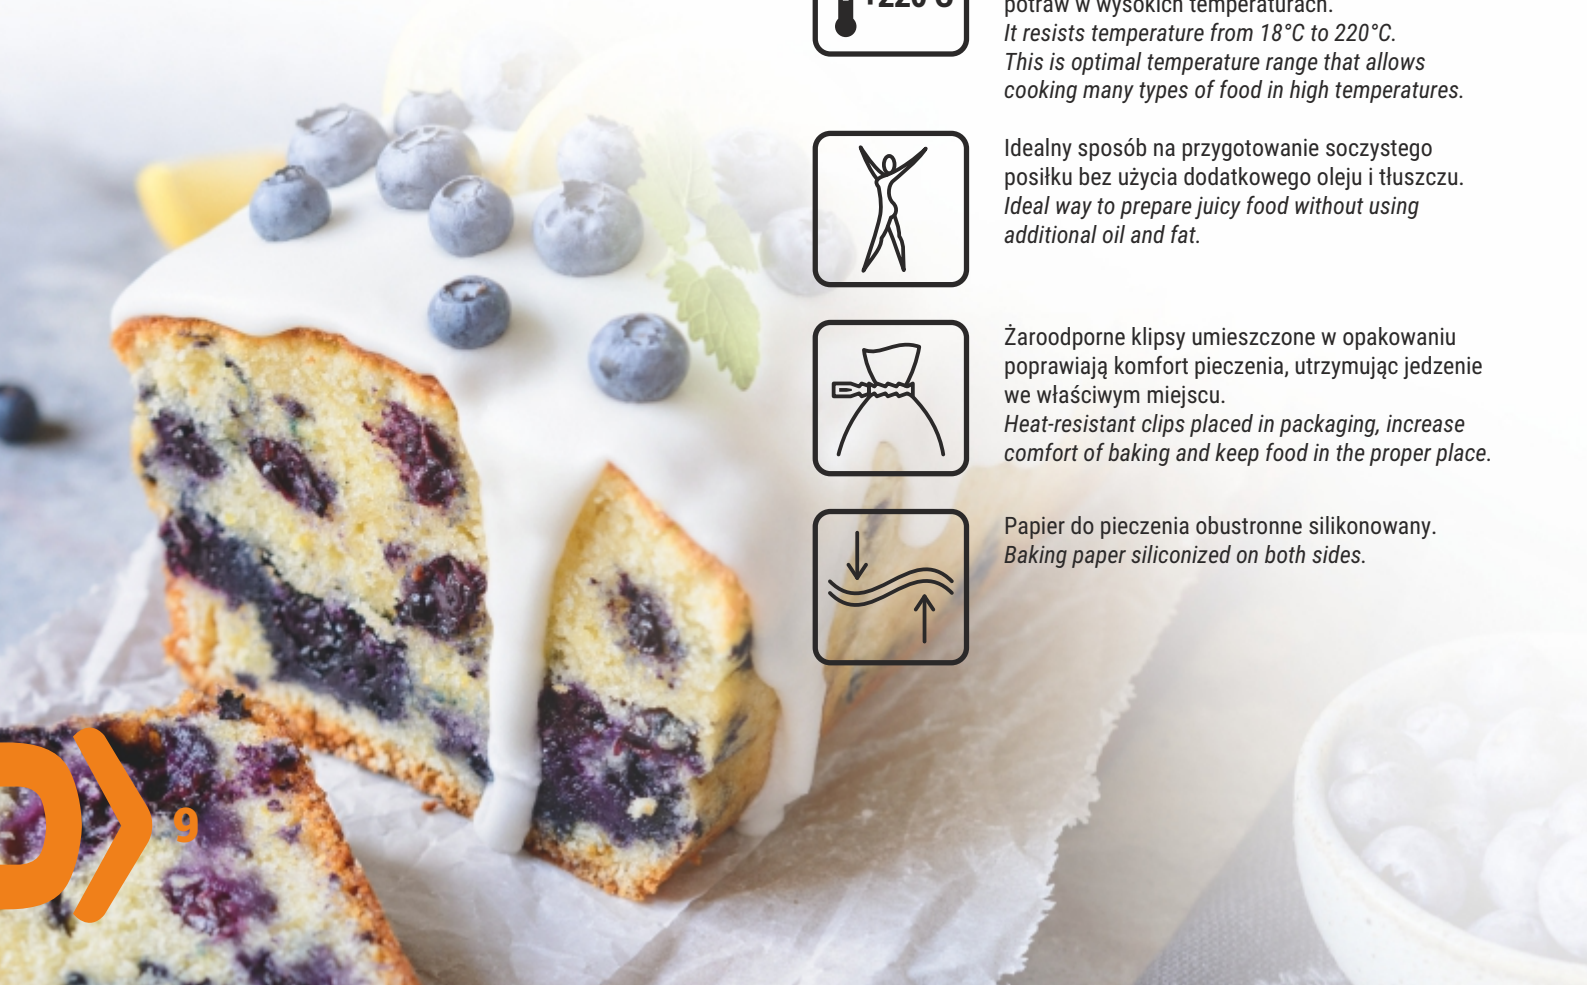 potraw w wysokich temperaturach.
It resists temperature from 18°C to 220°C.
This is optimal temperature range that allows
cooking many types of food in high temperatures.
Idealny sposób na przygotowanie soczystego
posiłku bez użycia dodatkowego oleju i tłuszczu.
Ideal way to prepare juicy food without using
additional oil and fat.
Żaroodporne klipsy umieszczone w opakowaniu
poprawiają komfort pieczenia, utrzymując jedzenie
we właściwym miejscu.
Heat-resistant clips placed in packaging, increase
comfort of baking and keep food in the proper place.
Papier do pieczenia obustronne silikonowany.
Baking paper siliconized on both sides.
9